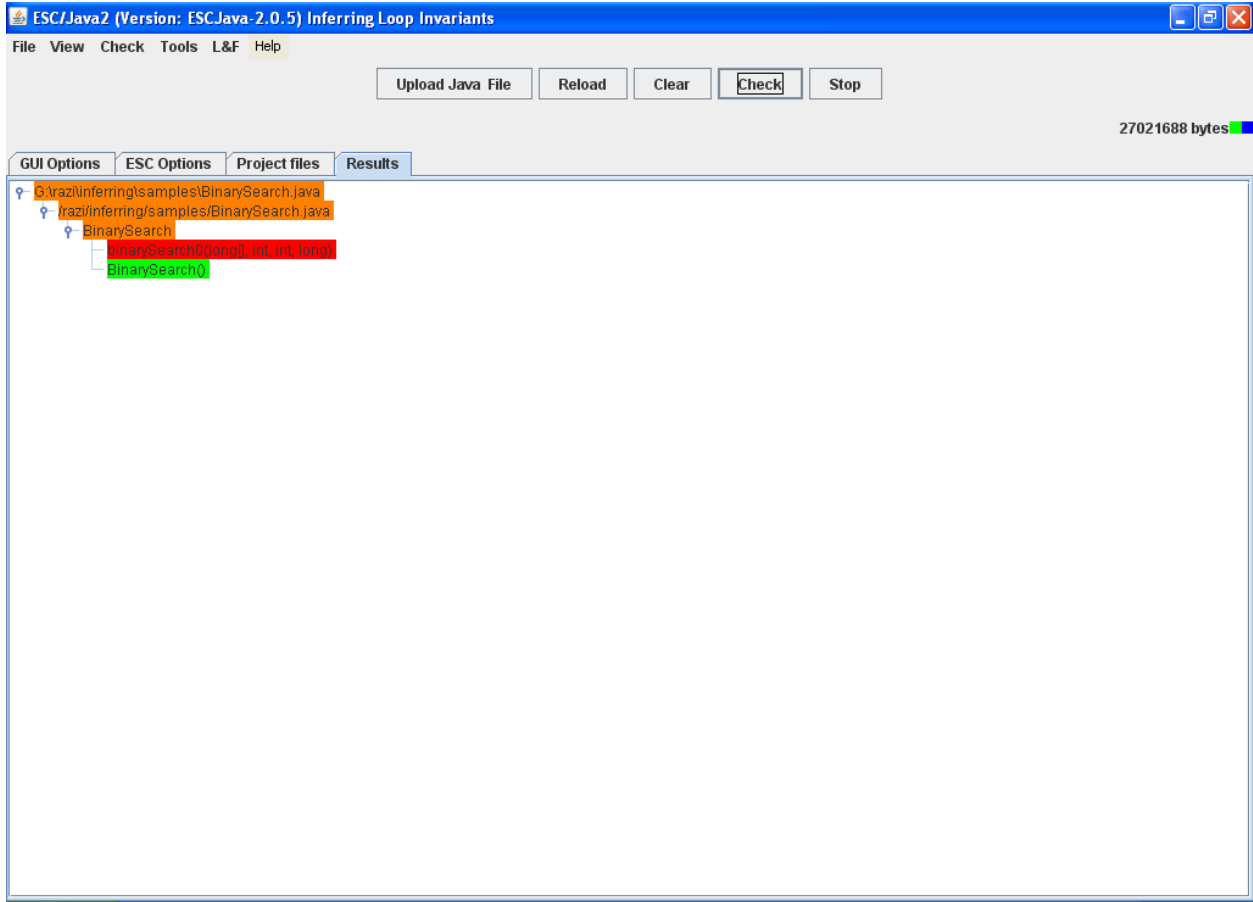 ESC/Java2 (Version: ESCJava-2.0.5) Inferring Loop Invariants
File View Check Tools L&F Help
Upload Java File Reload Clear Check Stop
27021688 bytes
GUI Options ESC Options Project files Results
G:\razi\inferring\samples\BinarySearch.java
/razi/inferring/samples/BinarySearch.java
BinarySearch
binarySearch0(long[], int, int, long)
BinarySearch()